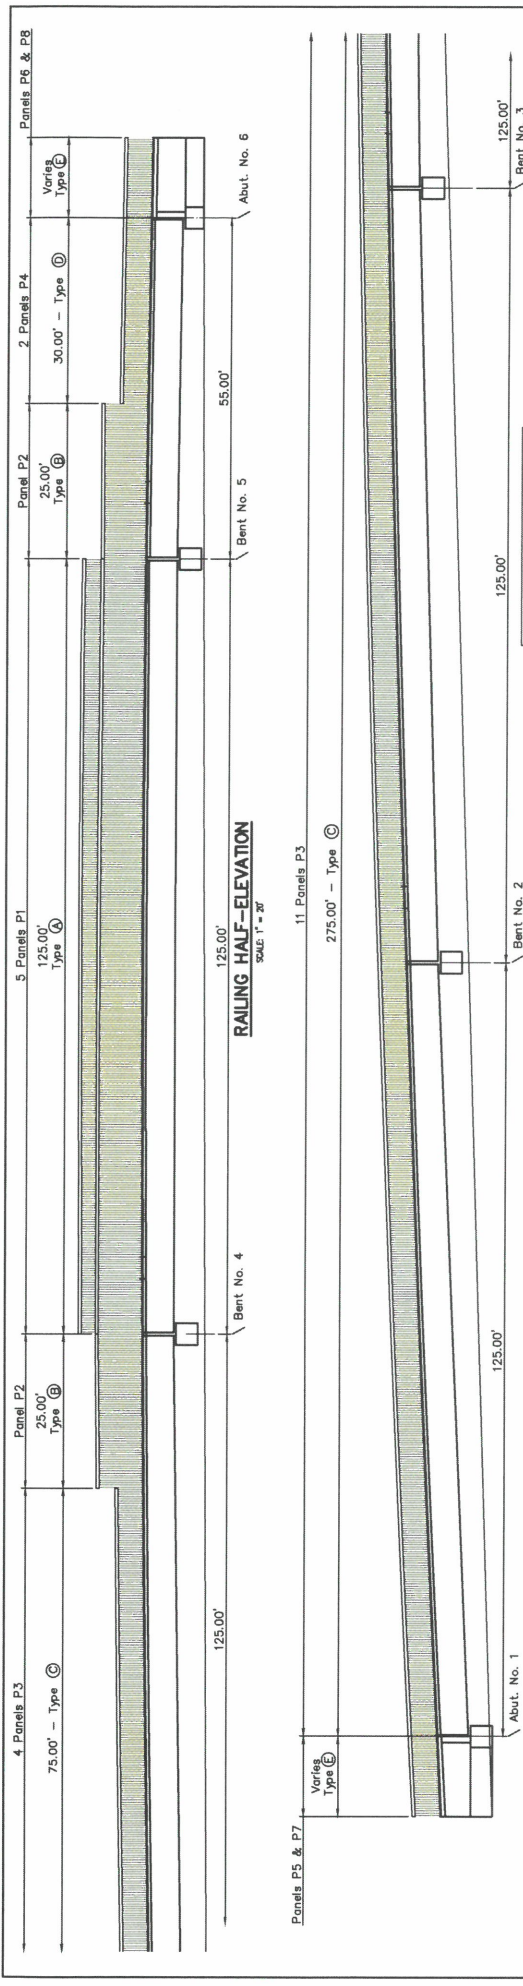 4 Panels P3
Panel P2
5 Panels P1
Panel P2
2 Panels P4
Panels P6 & P8
75.00' – Type C
25.00'
Type B
125.00'
Type A
25.00'
Type B
30.00' – Type D
Varies
Type E
125.00'
125.00'
55.00'
Bent No. 4
Bent No. 5
Abut. No. 6
RAILING HALF–ELEVATION
SCALE: 1" = 20'
Panels P5 & P7
11 Panels P3
Varies
Type E
275.00' – Type C
125.00'
125.00'
125.00'
Abut. No. 1
Bent No. 2
Bent No. 3